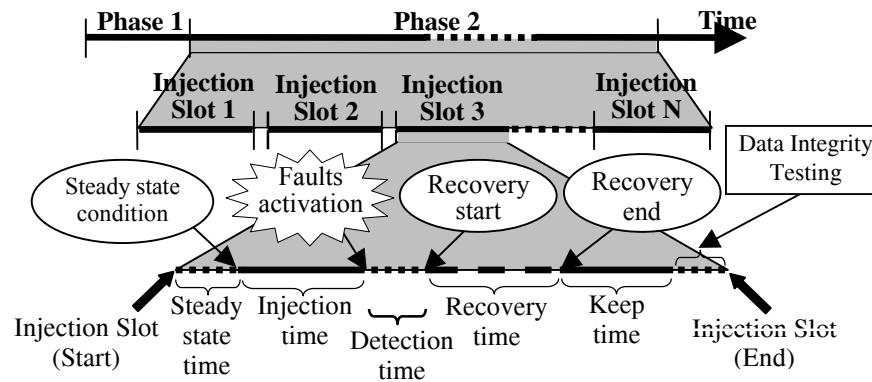 Phase 1
Phase 2
Time
Injection
Slot 1
Injection
Slot 2
Injection
Slot 3
Injection
Slot N
Data Integrity
Testing
Steady state
condition
Faults
activation
Recovery
start
Recovery
end
Injection Slot
(Start)
Steady
state
time
Injection
time
Detection
time
Recovery
time
Keep
time
Injection Slot
(End)